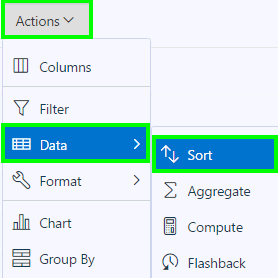 Actions
Columns
Filter
Data
Format
Chart
Group By
Sort
Aggregate
Compute
Flashback